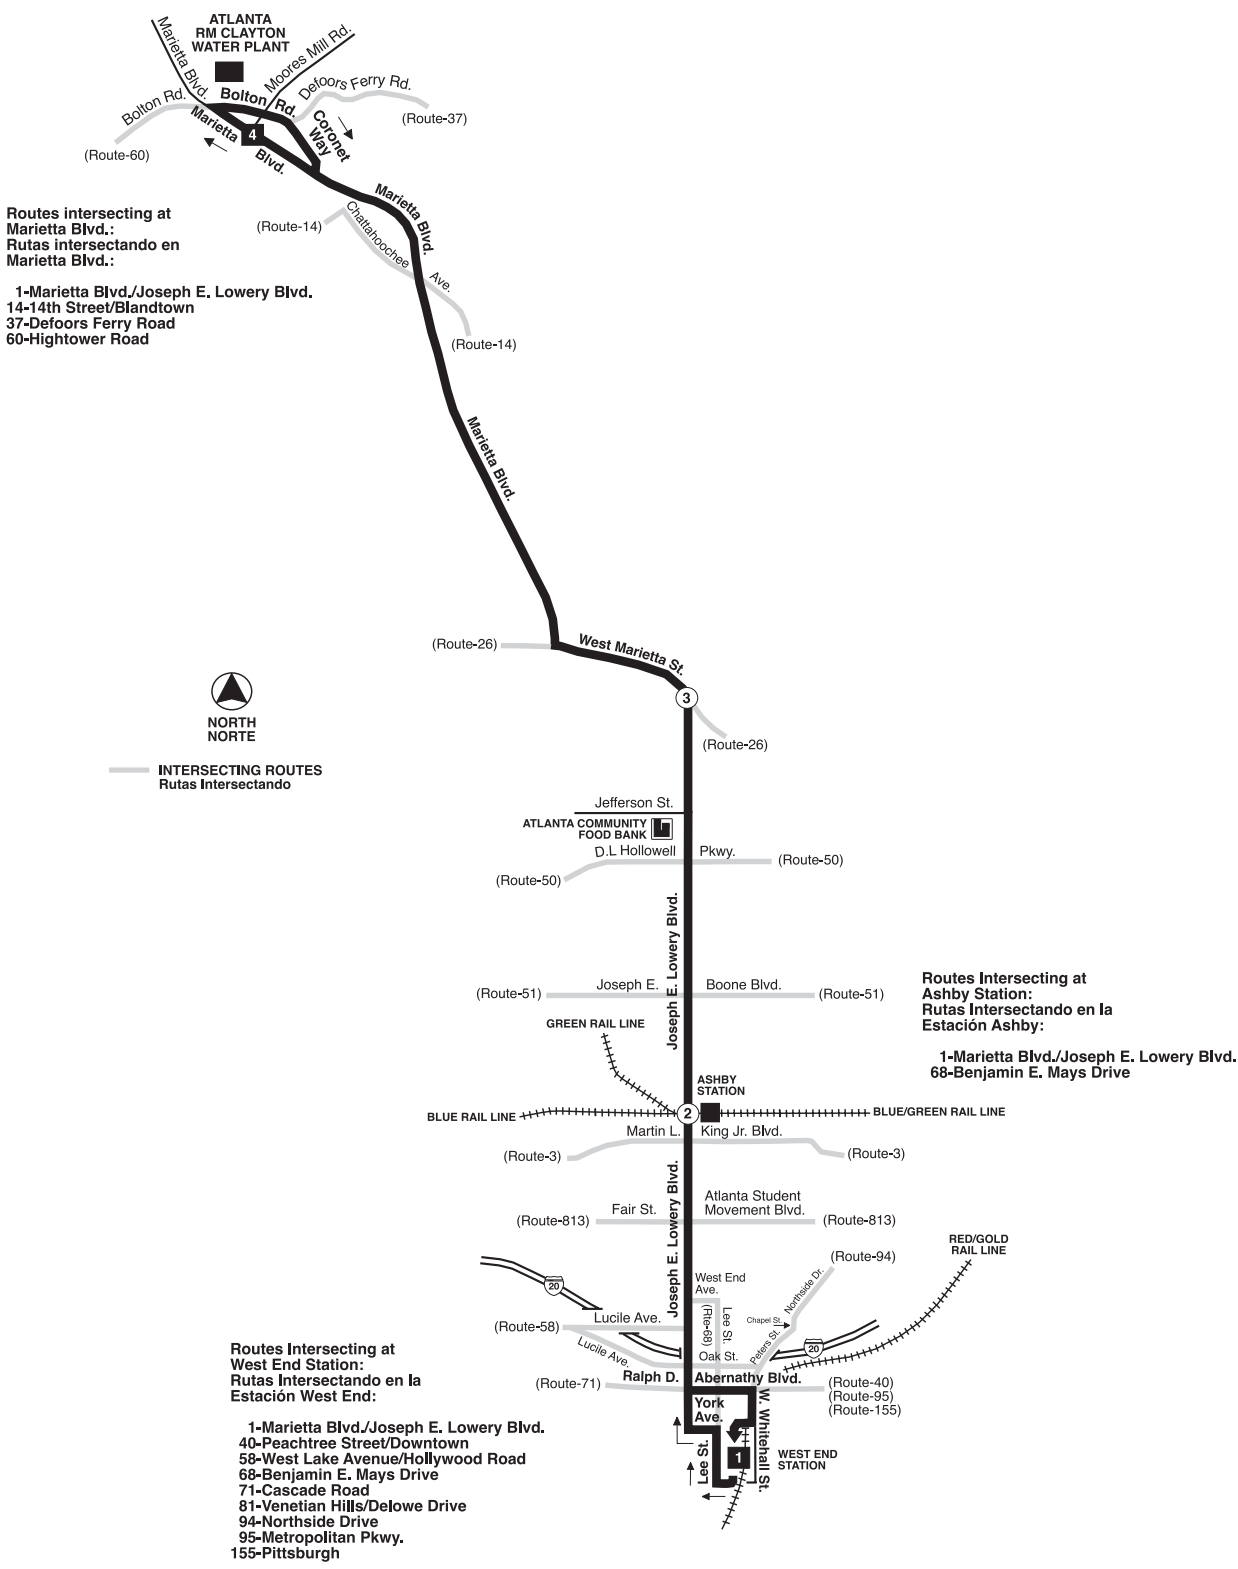 ATLANTA
RM CLAYTON
WATER PLANT
Marietta Blvd.
Moores Mill Rd.
Bolton Rd.
Bolton Rd.
Defoors Ferry Rd.
(Route-37)
Coronet
Way
Marietta
Blvd.
4
(Route-60)
Marietta Blvd.
(Route-14)
Chattahoochee
Ave.
(Route-14)
Routes intersecting at
Marietta Blvd.:
Rutas intersectando en
Marietta Blvd.:
1-Marietta Blvd./Joseph E. Lowery Blvd.
14-14th Street/Blandtown
37-Defoors Ferry Road
60-Hightower Road
Marietta Blvd.
(Route-26)
West Marietta St.
3
(Route-26)
NORTH
NORTE
INTERSECTING ROUTES
Rutas Intersectando
Jefferson St.
ATLANTA COMMUNITY
FOOD BANK
D.L Hollowell Pkwy.
(Route-50)
(Route-50)
Joseph E. Lowery Blvd.
Joseph E. Boone Blvd.
(Route-51)
(Route-51)
Routes Intersecting at
Ashby Station:
Rutas Intersectando en la
Estación Ashby:
1-Marietta Blvd./Joseph E. Lowery Blvd.
68-Benjamin E. Mays Drive
GREEN RAIL LINE
ASHBY
STATION
BLUE RAIL LINE
2
BLUE/GREEN RAIL LINE
Martin L. King Jr. Blvd.
(Route-3)
(Route-3)
Joseph E. Lowery Blvd.
Fair St.
Atlanta Student
Movement Blvd.
(Route-813)
(Route-813)
RED/GOLD
RAIL LINE
(Route-94)
20
West End
Ave.
Northside Dr.
Lucile Ave.
(Route-58)
Lee St.
(Rte-68)
Chapel St.
Peters St.
20
Lucile Ave.
Oak St.
Ralph D. Abernathy Blvd.
(Route-71)
(Route-40)
(Route-95)
(Route-155)
York
Ave.
W. Whitehall St.
Lee St.
1
WEST END
STATION
Routes Intersecting at
West End Station:
Rutas Intersectando en la
Estación West End:
1-Marietta Blvd./Joseph E. Lowery Blvd.
40-Peachtree Street/Downtown
58-West Lake Avenue/Hollywood Road
68-Benjamin E. Mays Drive
71-Cascade Road
81-Venetian Hills/Delowe Drive
94-Northside Drive
95-Metropolitan Pkwy.
155-Pittsburgh